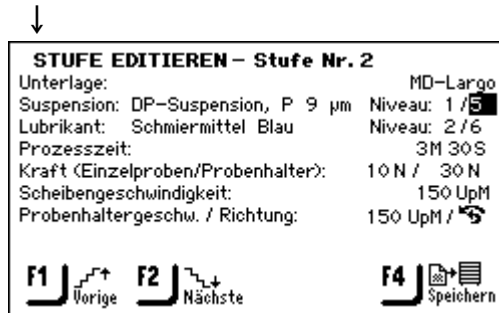 STUFE EDITIEREN – Stufe Nr. 2
Unterlage: MD-Largo
Suspension: DP-Suspension, P 9 µm Niveau: 1/5
Lubrikant: Schmiermittel Blau Niveau: 2/6
Prozesszeit: 3M 30S
Kraft (Einzelproben/Probenhalter): 10N / 30N
Scheibengeschwindigkeit: 150 UpM
Probenhaltergeschw. / Richtung: 150 UpM /
F1 Vorige F2 Nächste F4 Speichern